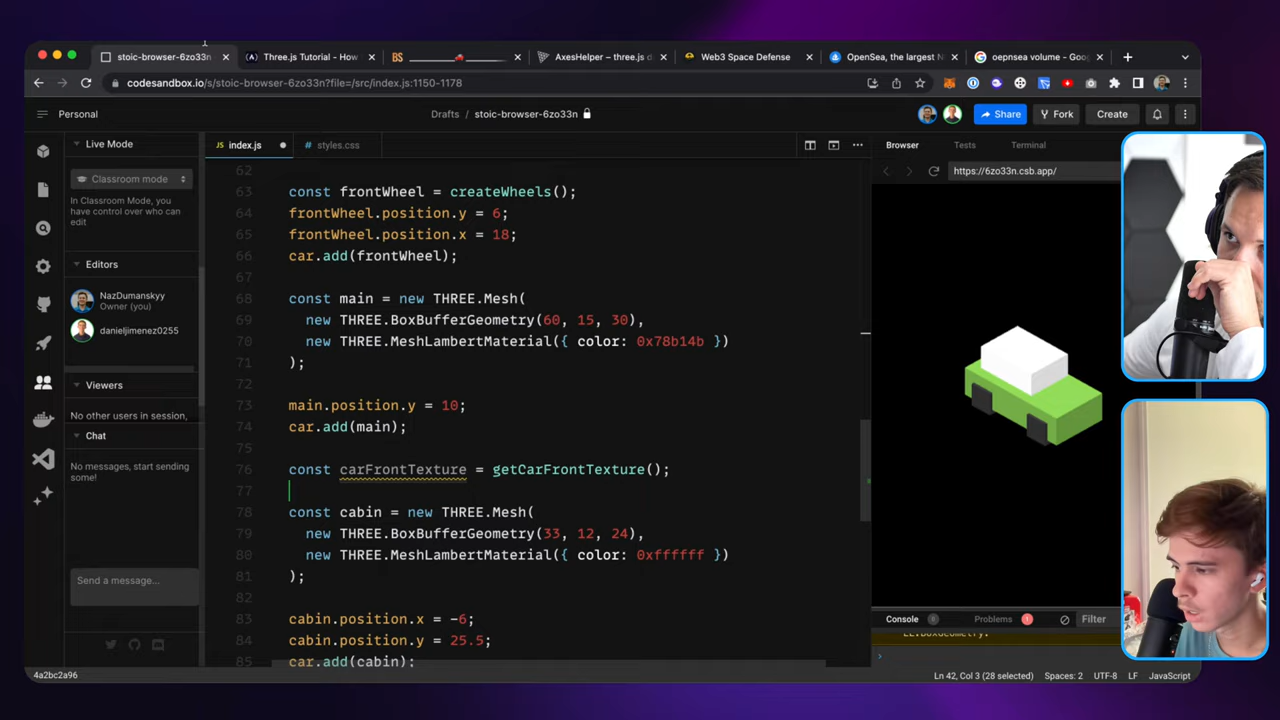 stoic-browser-6zo33n
Three.js Tutorial - How
BS
AxesHelper – three.js d
Web3 Space Defense
OpenSea, the largest N
oepnsea volume - Goog
codesandbox.io/s/stoic-browser-6zo33n?file=/src/index.js:1150-1178
Personal
Drafts / stoic-browser-6zo33n
Share
Fork
Create
Live Mode
Classroom mode
In Classroom Mode, you
have control over who can
edit
Editors
NazDumanskyy
Owner (you)
danieljimenez0255
Viewers
No other users in session,
Chat
No messages, start sending
some!
Send a message...
JS index.js
styles.css
62
63 const frontWheel = createWheels();
64 frontWheel.position.y = 6;
65 frontWheel.position.x = 18;
66 car.add(frontWheel);
67
68 const main = new THREE.Mesh(
69 new THREE.BoxBufferGeometry(60, 15, 30),
70 new THREE.MeshLambertMaterial({ color: 0x78b14b })
71 );
72
73 main.position.y = 10;
74 car.add(main);
75
76 const carFrontTexture = getCarFrontTexture();
77
78 const cabin = new THREE.Mesh(
79 new THREE.BoxBufferGeometry(33, 12, 24),
80 new THREE.MeshLambertMaterial({ color: 0xffffff })
81 );
82
83 cabin.position.x = -6;
84 cabin.position.y = 25.5;
85 car.add(cabin);
Browser
Tests
Terminal
https://6zo33n.csb.app/
Console
Problems 1
Filter
4a2bc2a96
Ln 42, Col 3 (28 selected)
Spaces: 2
UTF-8
LF
JavaScript